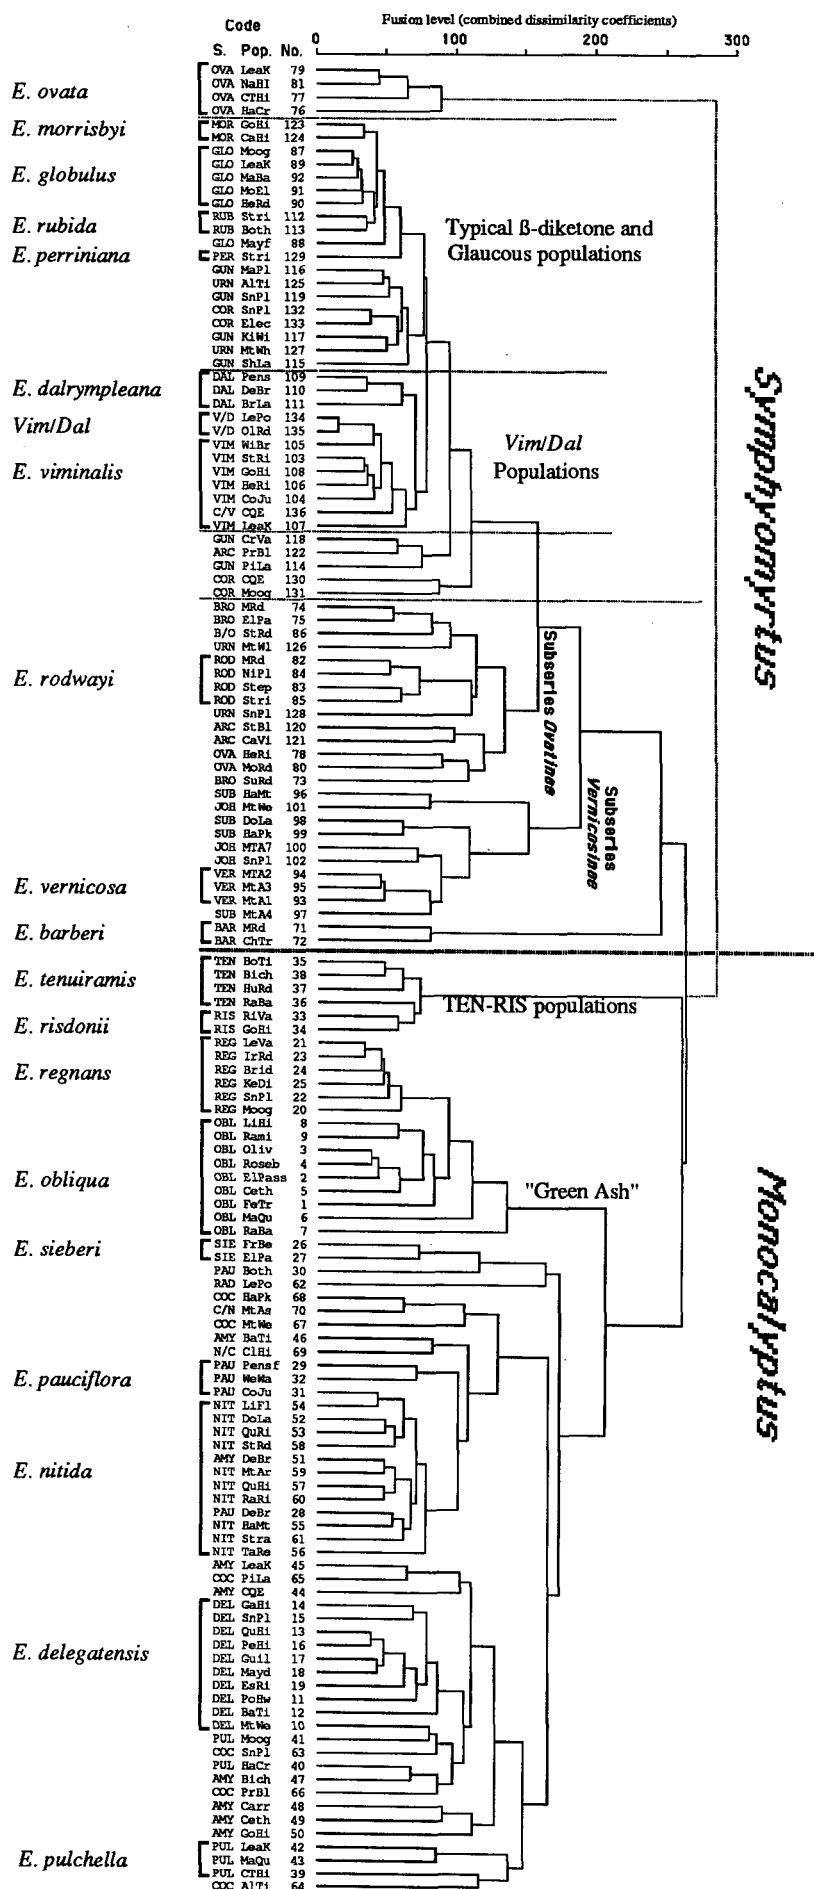 Code
Fusion level (combined dissimilarity coefficients)
S. Pop. No. 0 100 200 300
OVA LeaK 79
E. ovata
OVA NaHI 81
OVA CTHi 77
OVA HaCr 76
E. morrisbyi
MOR GoHi 123
MOR CaHi 124
GLO Moog 87
GLO LeaK 89
E. globulus
GLO MaBa 92
GLO MoEl 91
GLO HeRd 90
E. rubida
RUB Stri 112
RUB Both 113
Typical ß-diketone and
Glaucous populations
GLO Mayf 88
E. perriniana
PER Stri 129
GUN MaPl 116
URN AlTi 125
GUN SnPl 119
COR SnPl 132
COR Elec 133
GUN KiWi 117
URN MtWh 127
GUN ShLa 115
DAL Pens 109
E. dalrympleana
DAL DeBr 110
DAL BrLa 111
Vim/Dal
V/D LePo 134
V/D OlRd 135
VIM WiBr 105
Vim/Dal
Populations
VIM StRi 103
E. viminalis
VIM GoHi 108
VIM HeRi 106
VIM CoJu 104
C/V CQE 136
VIM LeaK 107
GUN CrVa 118
ARC PrBl 122
GUN PiLa 114
COR CQE 130
COR Moog 131
Symphyomyrtus
BRO MRd 74
BRO ElPa 75
B/O StRd 86
URN MtWl 126
Subseries Ovatinae
ROD MRd 82
E. rodwayi
ROD NiPl 84
ROD Step 83
ROD Stri 85
URN SnPl 128
ARC StBl 120
ARC CaVi 121
OVA HeRi 78
OVA MoRd 80
BRO SuRd 73
Subseries
Vernicosinae
SUB HaMt 96
JOH MtWe 101
SUB DoLa 98
SUB HaPk 99
JOH MTA7 100
JOH SnPl 102
VER MTA2 94
E. vernicosa
VER MtA3 95
VER MtA1 93
SUB MtA4 97
E. barberi
BAR MRd 71
BAR ChTr 72
TEN BoTi 35
E. tenuiramis
TEN Bich 38
TEN HuRd 37
TEN RaBa 36
TEN-RIS populations
E. risdonii
RIS RiVa 33
RIS GoHi 34
REG LeVa 21
REG IrRd 23
E. regnans
REG Brid 24
REG KeDi 25
REG SnPl 22
REG Moog 20
OBL LiHi 8
OBL Rami 9
OBL Oliv 3
OBL Roseb 4
E. obliqua
OBL ElPass 2
OBL Ceth 5
"Green Ash"
OBL FeTr 1
OBL MaQu 6
OBL RaBa 7
E. sieberi
SIE FrBe 26
SIE ElPa 27
PAU Both 30
RAD LePo 62
COC HaPk 68
C/N MtAs 70
COC MtWe 67
Monocalyptus
AMY BaTi 46
N/C ClHi 69
E. pauciflora
PAU Pensf 29
PAU WeWa 32
PAU CoJu 31
NIT LiFl 54
NIT DoLa 52
NIT QuRi 53
NIT StRd 58
AMY DeBr 51
E. nitida
NIT MtAr 59
NIT QuHi 57
NIT RaRi 60
PAU DeBr 28
NIT HaMt 55
NIT Stra 61
NIT TaRe 56
AMY LeaK 45
COC PiLa 65
AMY CQE 44
DEL GaHi 14
DEL SnPl 15
DEL QuHi 13
DEL PeHi 16
E. delegatensis
DEL Guil 17
DEL Mayd 18
DEL EsRi 19
DEL PoHw 11
DEL BaTi 12
DEL MtWe 10
PUL Moog 41
COC SnPl 63
PUL HaCr 40
AMY Bich 47
COC PrBl 66
AMY Carr 48
AMY Ceth 49
AMY GoHi 50
PUL LeaK 42
E. pulchella
PUL MaQu 43
PUL CTHi 39
COC AlTi 64